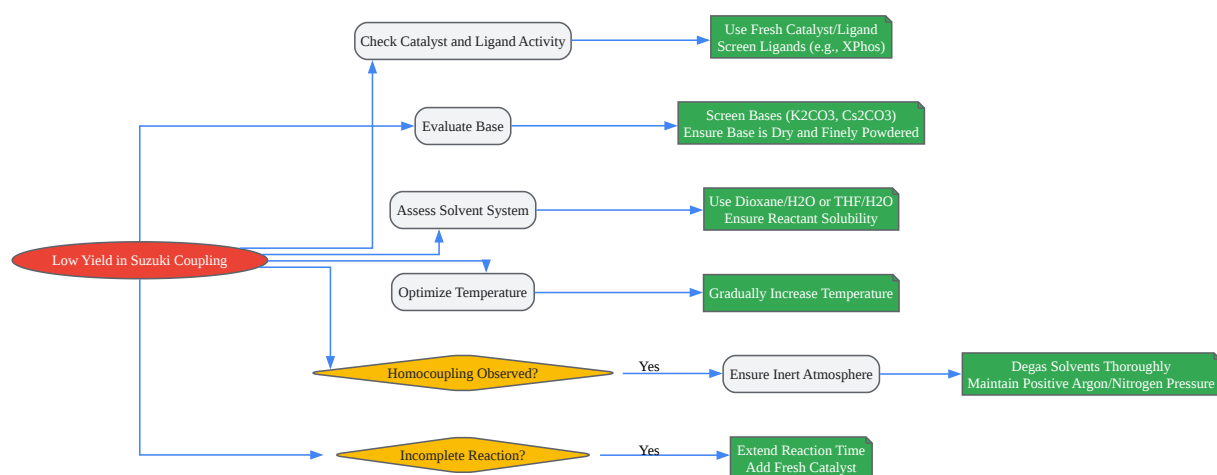 Check Catalyst and Ligand Activity
Use Fresh Catalyst/Ligand
Screen Ligands (e.g., XPhos)
Evaluate Base
Screen Bases (K2CO3, Cs2CO3)
Ensure Base is Dry and Finely Powdered
Assess Solvent System
Use Dioxane/H2O or THF/H2O
Ensure Reactant Solubility
Low Yield in Suzuki Coupling
Optimize Temperature
Gradually Increase Temperature
Homocoupling Observed?
Yes
Ensure Inert Atmosphere
Degas Solvents Thoroughly
Maintain Positive Argon/Nitrogen Pressure
Incomplete Reaction?
Yes
Extend Reaction Time
Add Fresh Catalyst